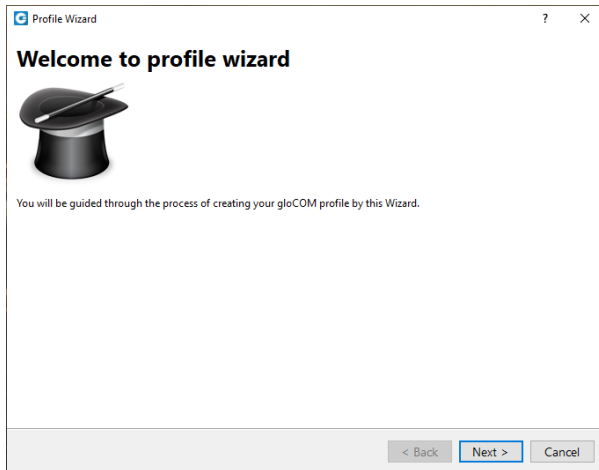 Profile Wizard
Welcome to profile wizard
You will be guided through the process of creating your gloCOM profile by this Wizard.
< Back
Next >
Cancel